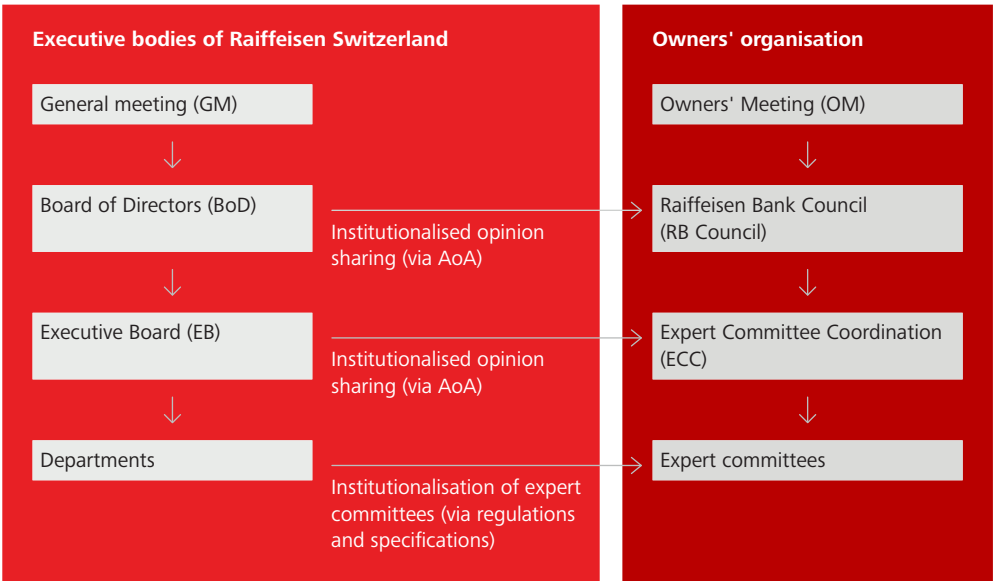 Executive bodies of Raiffeisen Switzerland
General meeting (GM)
Board of Directors (BoD)
Institutionalised opinion
sharing (via AoA)
Executive Board (EB)
Institutionalised opinion
sharing (via AoA)
Departments
Institutionalisation of expert
committees (via regulations
and specifications)
Owners' organisation
Owners' Meeting (OM)
Raiffeisen Bank Council
(RB Council)
Expert Committee Coordination
(ECC)
Expert committees